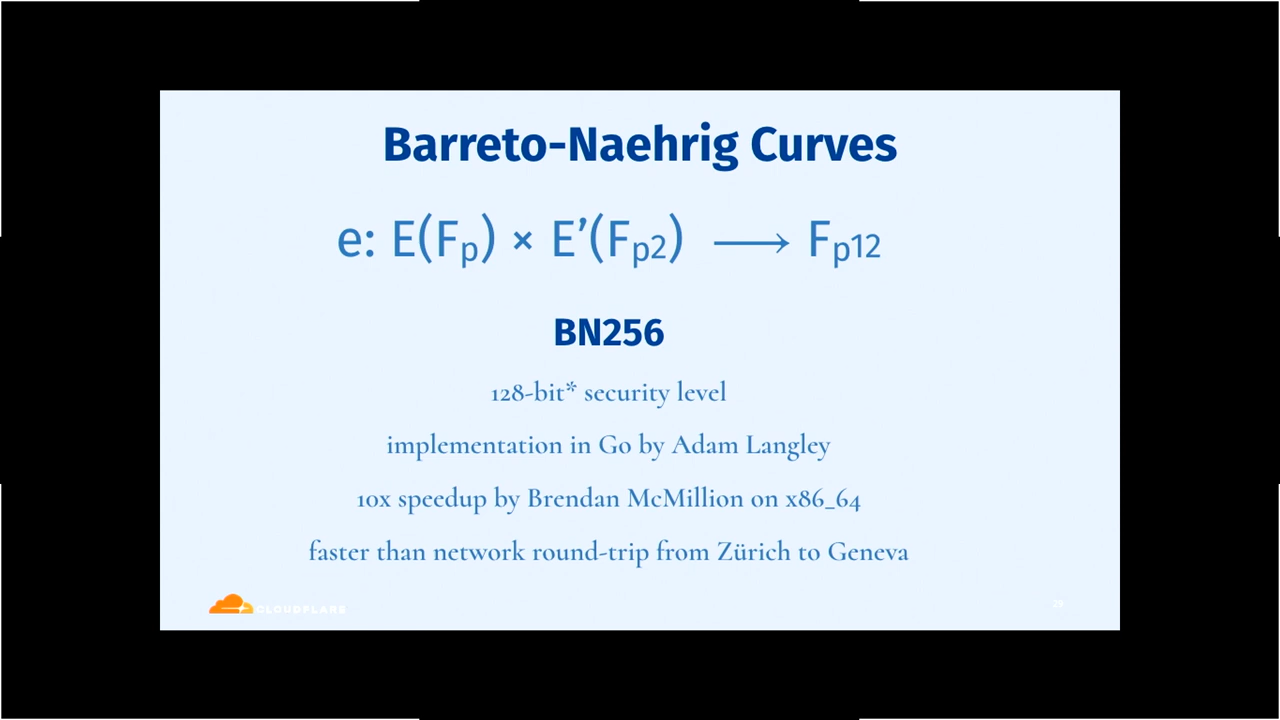 Barreto-Naehrig Curves
e: E(Fp) × E’(Fp2) ⟶ Fp12
BN256
128-bit* security level
implementation in Go by Adam Langley
10x speedup by Brendan McMillion on x86_64
faster than network round-trip from Zürich to Geneva
CLOUDFLARE